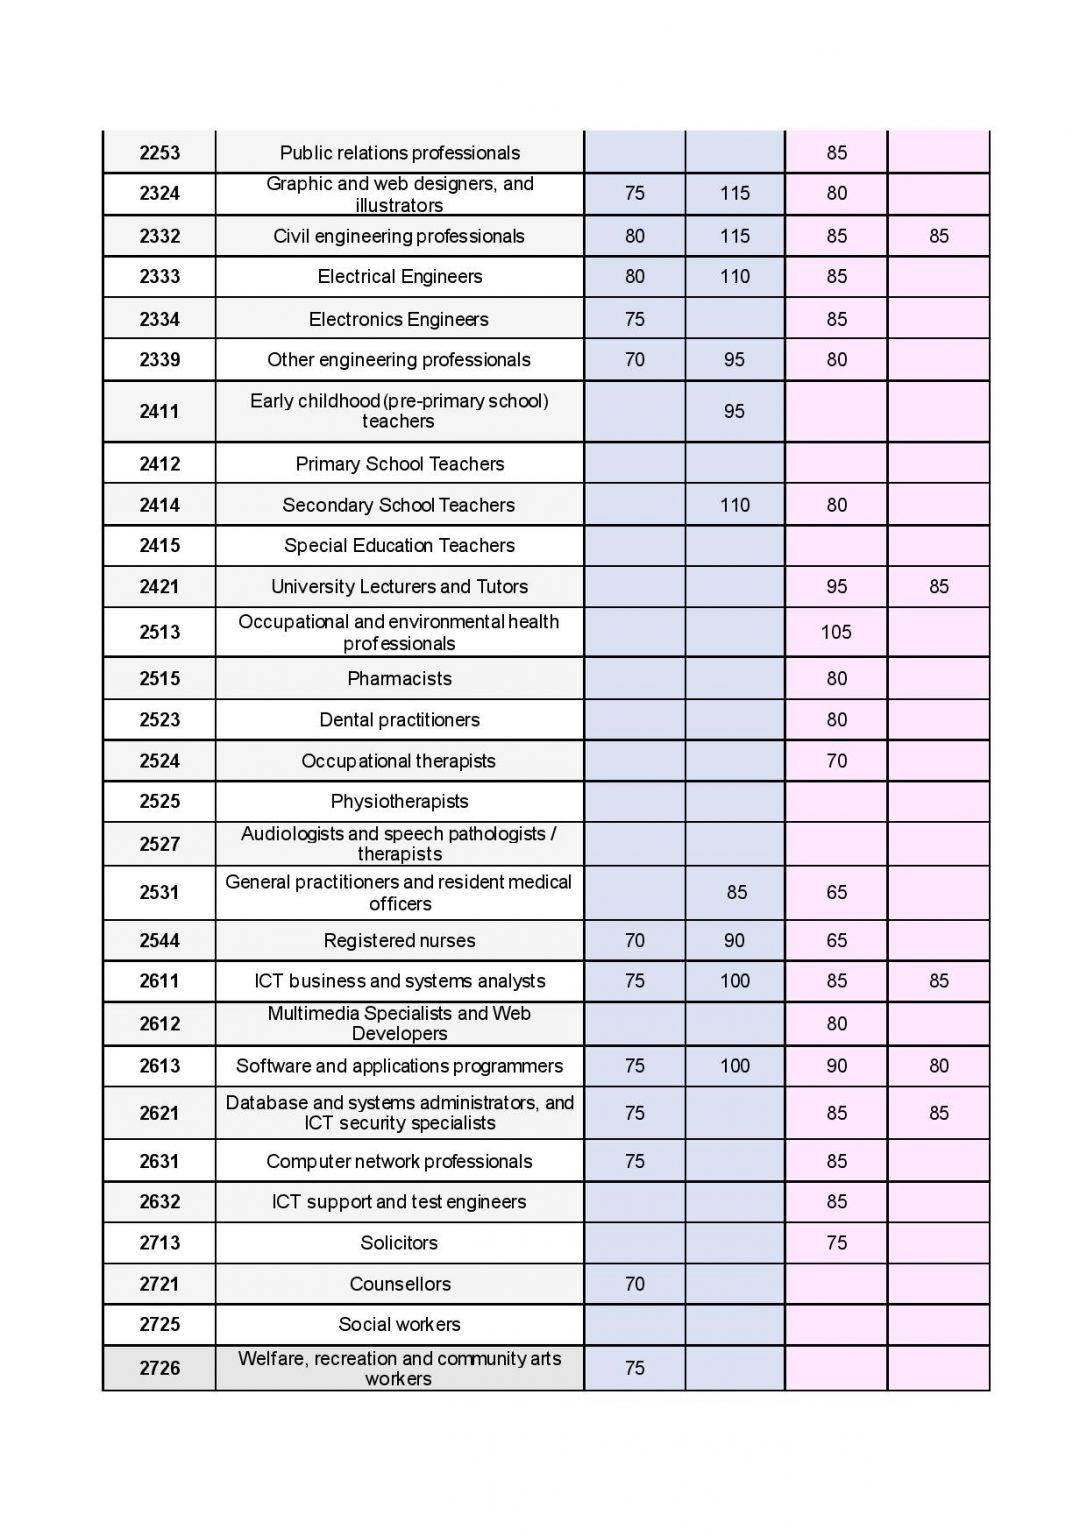 2253 Public relations professionals 85
2324 Graphic and web designers, and
illustrators 75 115 80
2332 Civil engineering professionals 80 115 85 85
2333 Electrical Engineers 80 110 85
2334 Electronics Engineers 75 85
2339 Other engineering professionals 70 95 80
2411 Early childhood (pre-primary school)
teachers 95
2412 Primary School Teachers
2414 Secondary School Teachers 110 80
2415 Special Education Teachers
2421 University Lecturers and Tutors 95 85
2513 Occupational and environmental health
professionals 105
2515 Pharmacists 80
2523 Dental practitioners 80
2524 Occupational therapists 70
2525 Physiotherapists
2527 Audiologists and speech pathologists /
therapists
2531 General practitioners and resident medical
officers 85 65
2544 Registered nurses 70 90 65
2611 ICT business and systems analysts 75 100 85 85
2612 Multimedia Specialists and Web
Developers 80
2613 Software and applications programmers 75 100 90 80
2621 Database and systems administrators, and
ICT security specialists 75 85 85
2631 Computer network professionals 75 85
2632 ICT support and test engineers 85
2713 Solicitors 75
2721 Counsellors 70
2725 Social workers
2726 Welfare, recreation and community arts
workers 75